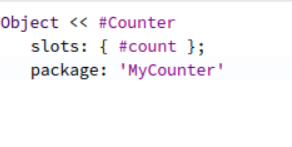 Object << #Counter
slots: { #count };
package: 'MyCounter'